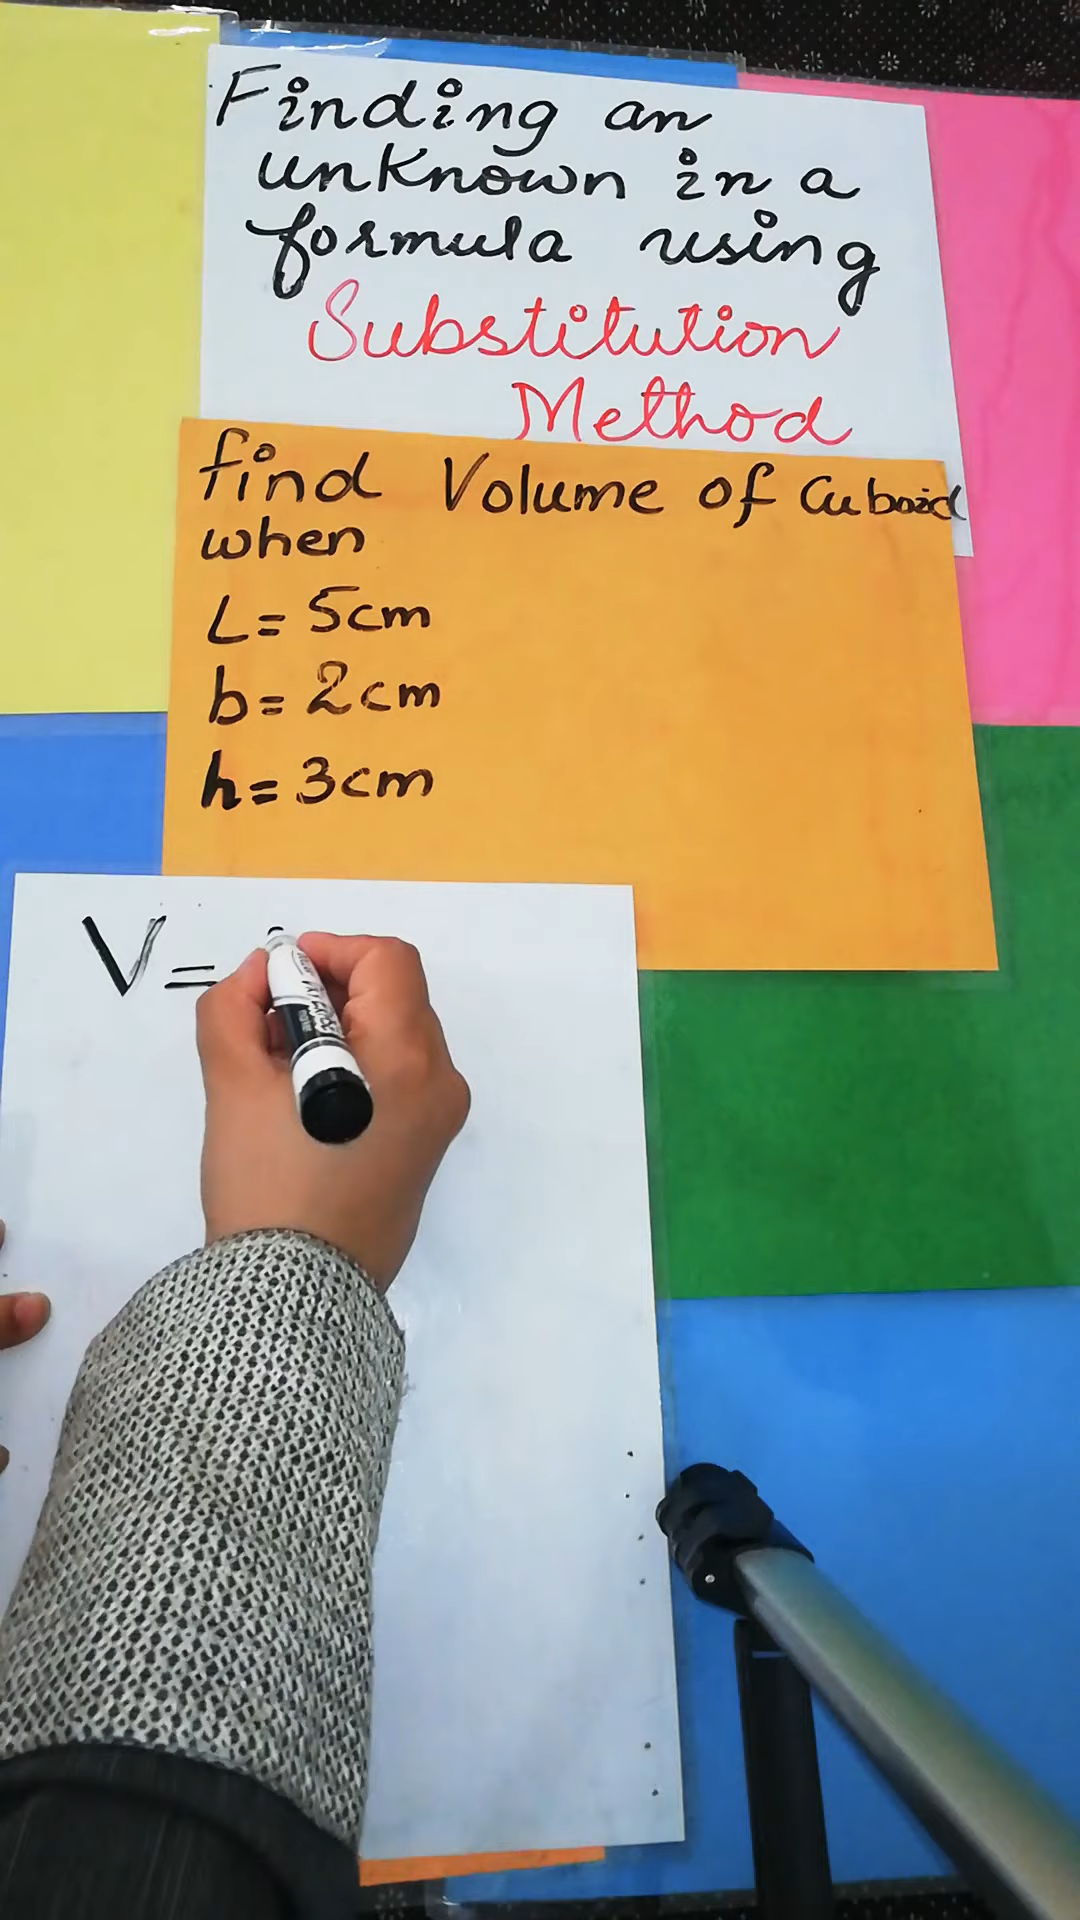 Finding an
unknown in a
formula using
Substitution
Method
find Volume of Cuboid
when
L = 5cm
b = 2cm
h = 3cm
V =